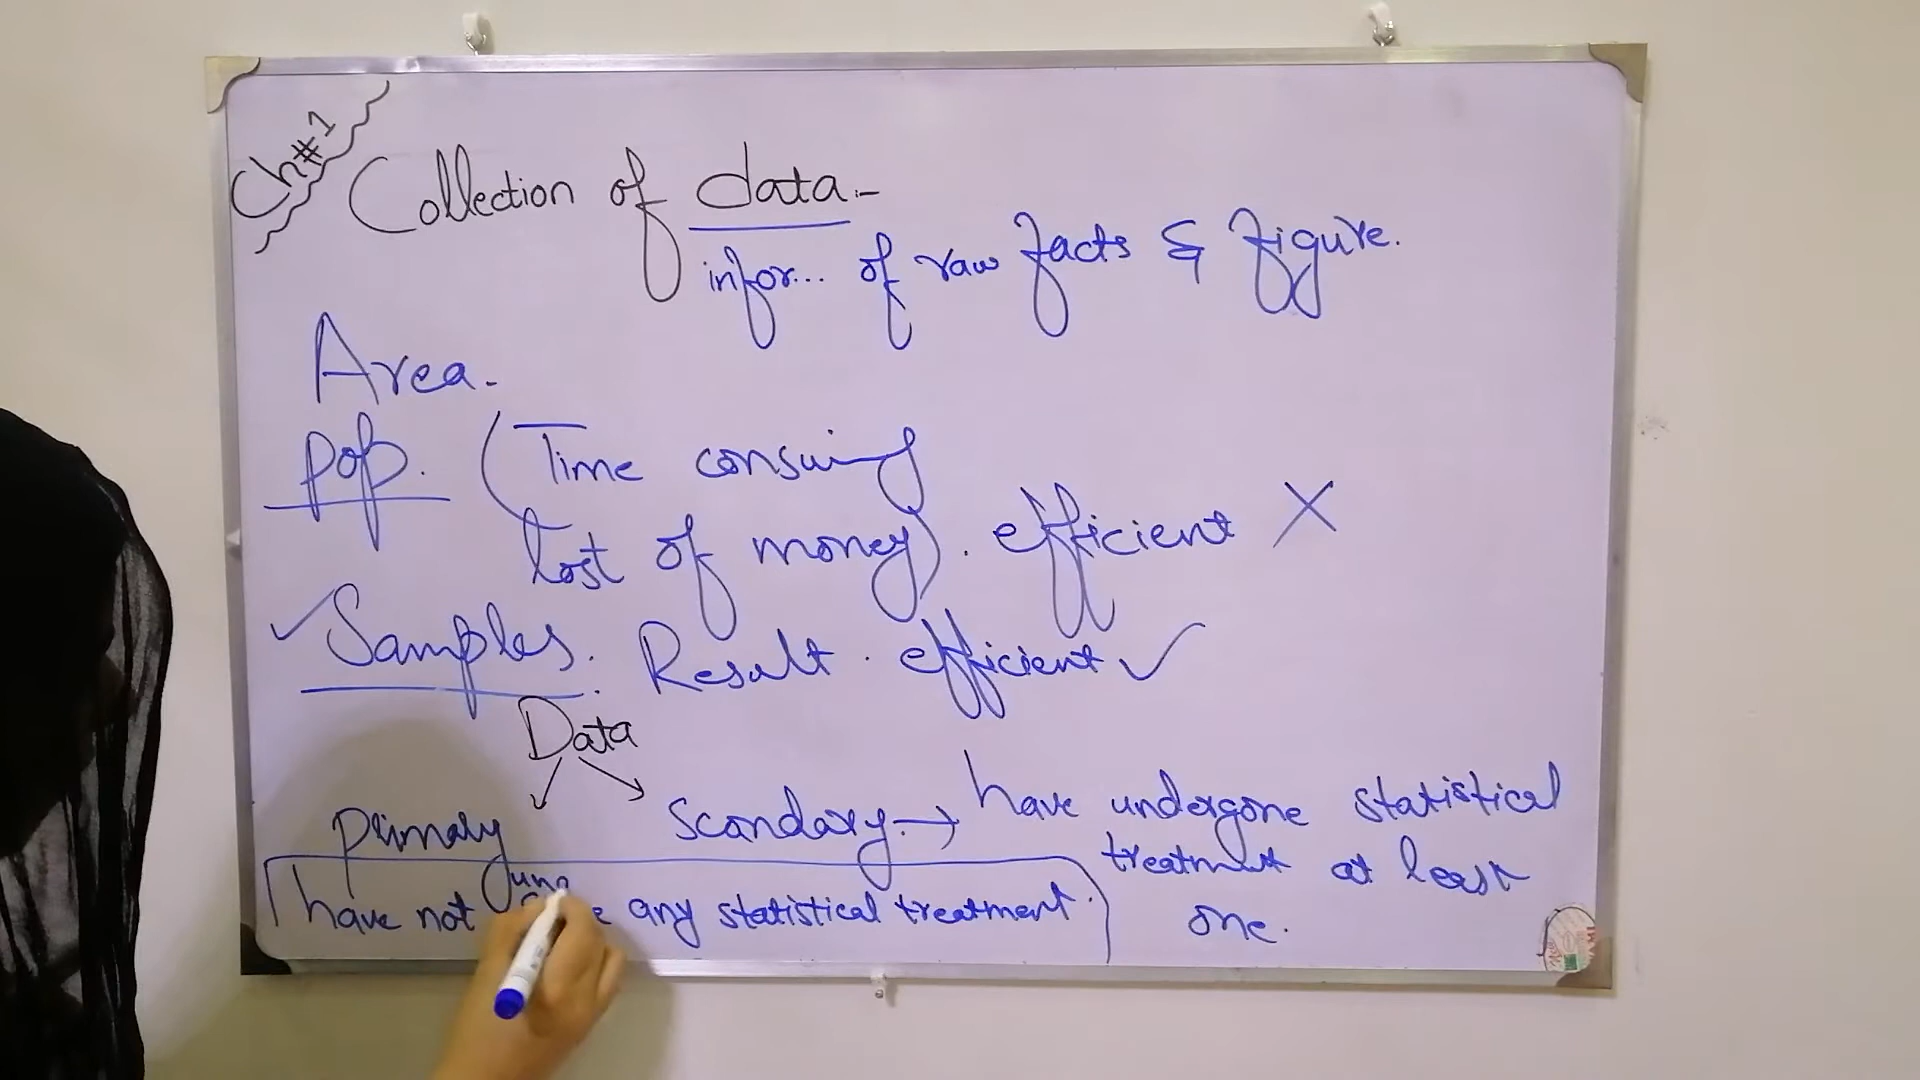 Ch#1
Collection of data:-
infor... of raw facts & figure.
Area.
pop. (Time consuing
lost of money). efficient X
✓ Samples. Result. efficient ✓
Data
primary
Scondary. → have undergone statistical
treatment at least
one.
have not any statistical treatment.